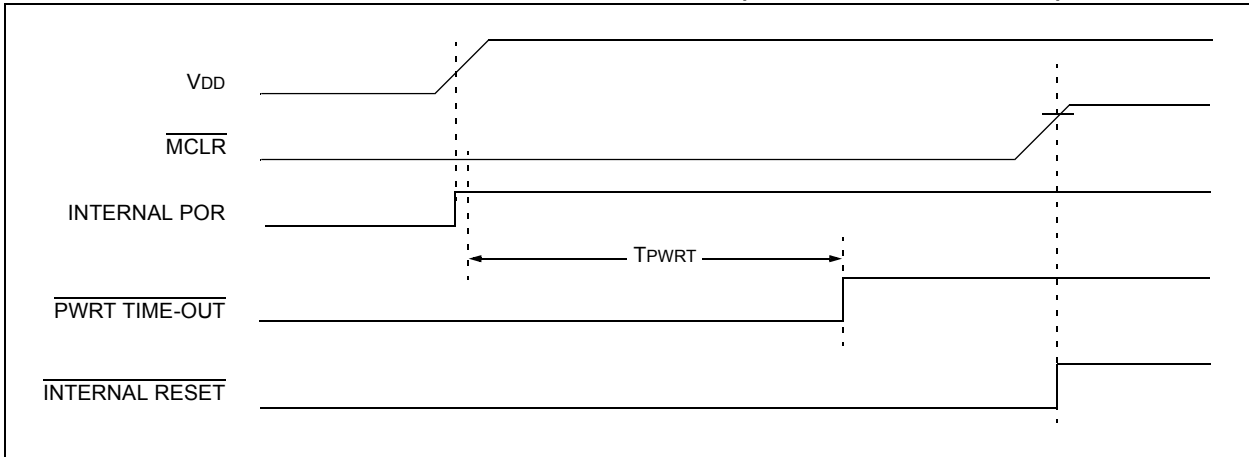 VDD
MCLR
INTERNAL POR
TPWRT
PWRT TIME-OUT
INTERNAL RESET